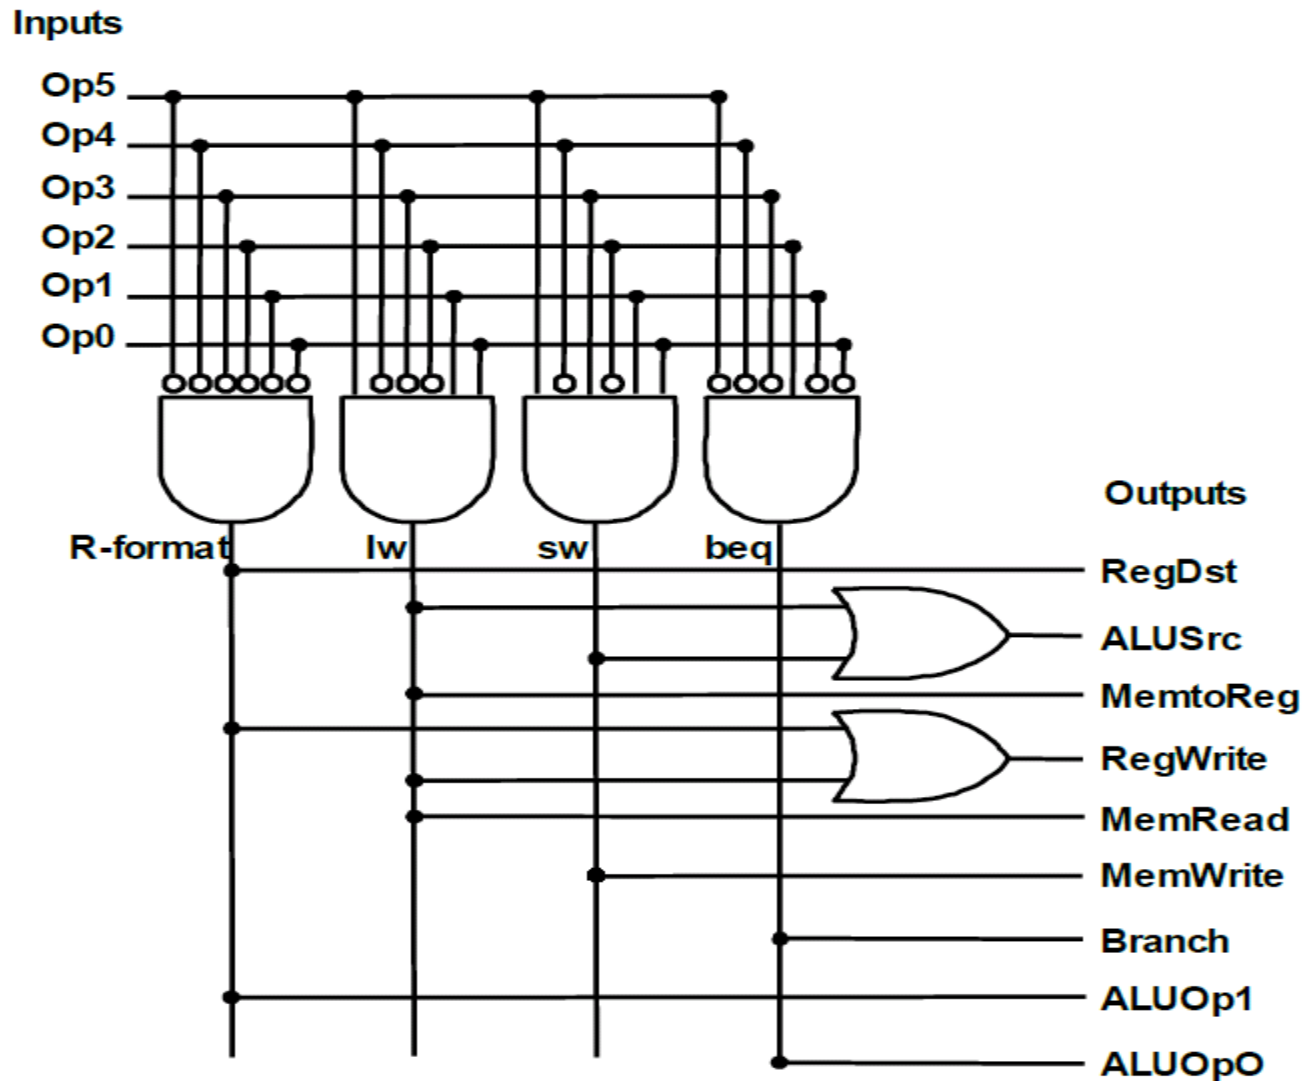 Inputs
Op5
Op4
Op3
Op2
Op1
Op0
R-format
lw
sw
beq
Outputs
RegDst
ALUSrc
MemtoReg
RegWrite
MemRead
MemWrite
Branch
ALUOp1
ALUOpO